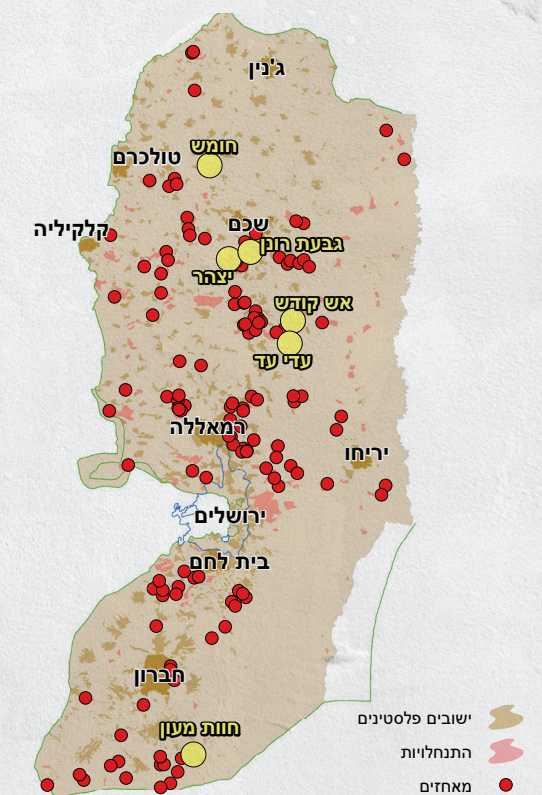 ג'נין
חומש
טולכרם
שכם
קלקיליה
גבעת רונן
יצהר
אש קודש
עדי עד
רמאללה
יריחו
ירושלים
בית לחם
חברון
חוות מעון
ישובים פלסטינים
התנחלויות
מאחזים